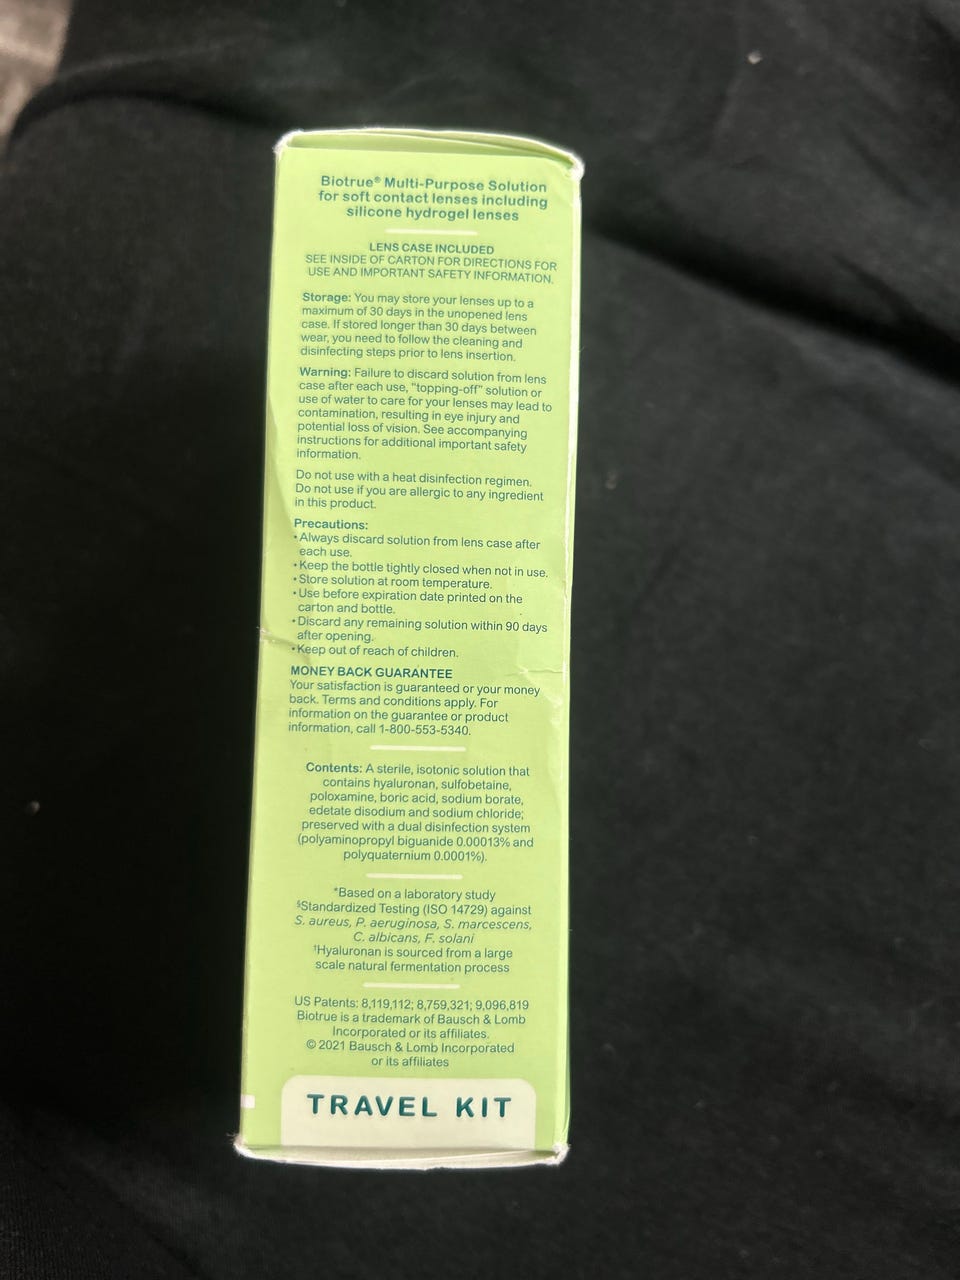 Biotrue® Multi-Purpose Solution
for soft contact lenses including
silicone hydrogel lenses
LENS CASE INCLUDED
SEE INSIDE OF CARTON FOR DIRECTIONS FOR
USE AND IMPORTANT SAFETY INFORMATION.
Storage: You may store your lenses up to a
maximum of 30 days in the unopened lens
case. If stored longer than 30 days between
wear, you need to follow the cleaning and
disinfecting steps prior to lens insertion.
Warning: Failure to discard solution from lens
case after each use, "topping-off" solution or
use of water to care for your lenses may lead to
contamination, resulting in eye injury and
potential loss of vision. See accompanying
instructions for additional important safety
information.
Do not use with a heat disinfection regimen.
Do not use if you are allergic to any ingredient
in this product.
Precautions:
• Always discard solution from lens case after
each use.
• Keep the bottle tightly closed when not in use.
• Store solution at room temperature.
• Use before expiration date printed on the
carton and bottle.
• Discard any remaining solution within 90 days
after opening.
• Keep out of reach of children.
MONEY BACK GUARANTEE
Your satisfaction is guaranteed or your money
back. Terms and conditions apply. For
information on the guarantee or product
information, call 1-800-553-5340.
Contents: A sterile, isotonic solution that
contains hyaluronan, sulfobetaine,
poloxamine, boric acid, sodium borate,
edetate disodium and sodium chloride;
preserved with a dual disinfection system
(polyaminopropyl biguanide 0.00013% and
polyquaternium 0.0001%).
*Based on a laboratory study
§Standardized Testing (ISO 14729) against
S. aureus, P. aeruginosa, S. marcescens,
C. albicans, F. solani
†Hyaluronan is sourced from a large
scale natural fermentation process
US Patents: 8,119,112; 8,759,321; 9,096,819
Biotrue is a trademark of Bausch & Lomb
Incorporated or its affiliates.
© 2021 Bausch & Lomb Incorporated
or its affiliates
TRAVEL KIT